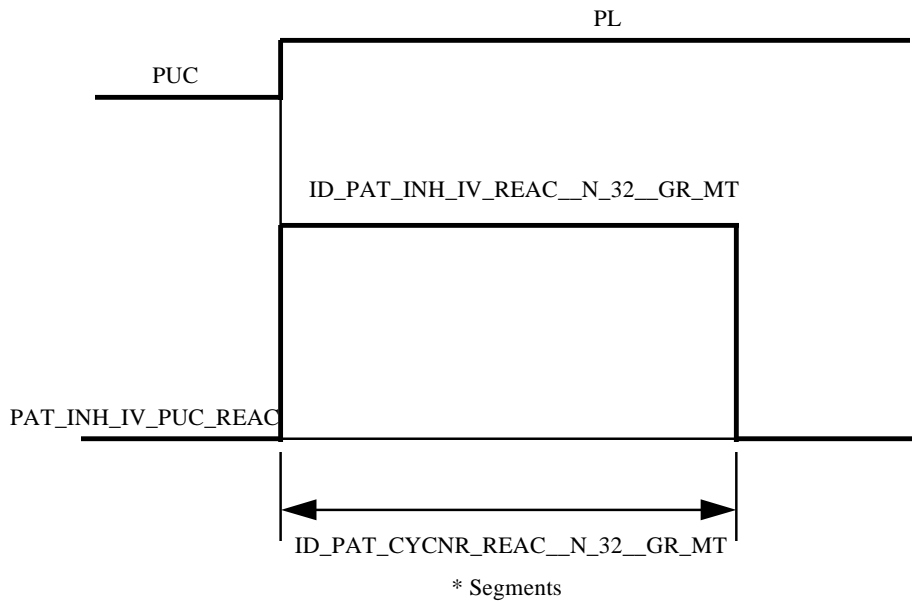 PL
PUC
ID_PAT_INH_IV_REAC__N_32__GR_MT
PAT_INH_IV_PUC_REAC
ID_PAT_CYCNR_REAC__N_32__GR_MT
* Segments